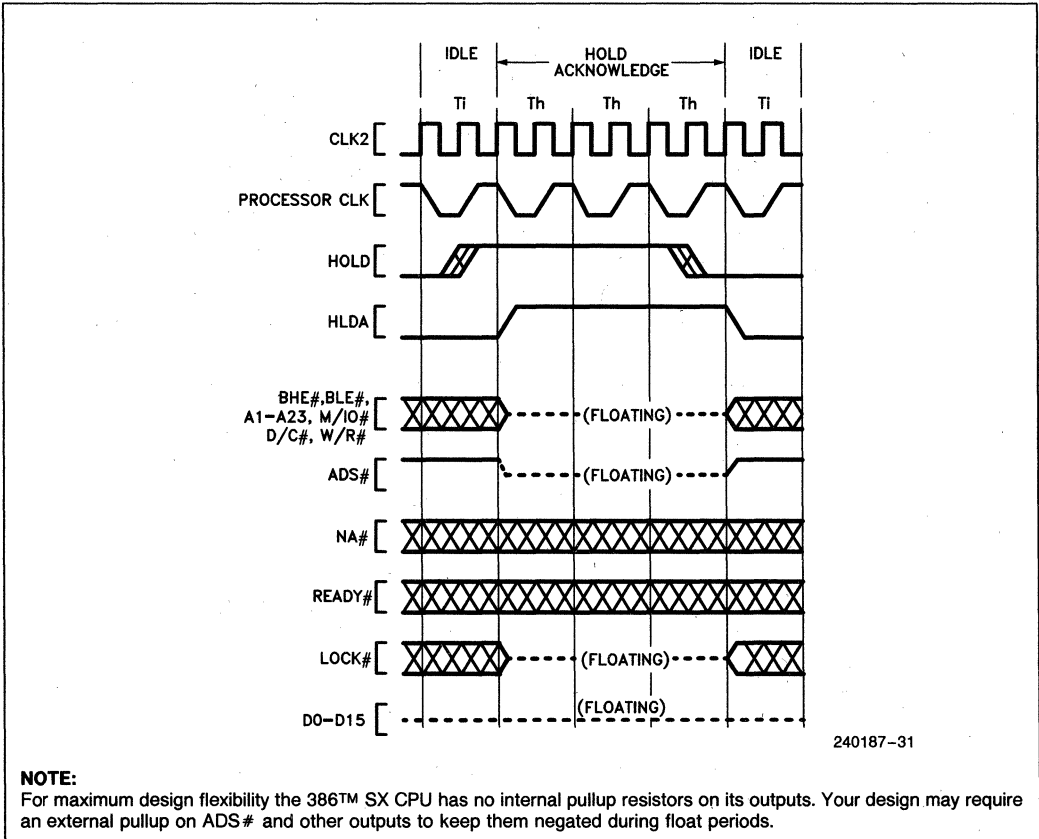 IDLE
HOLD
ACKNOWLEDGE
IDLE
Ti Th Th Th Ti
CLK2
PROCESSOR CLK
HOLD
HLDA
BHE#,BLE#,
A1-A23, M/IO#
D/C#, W/R#
(FLOATING)
ADS#
(FLOATING)
NA#
READY#
LOCK#
(FLOATING)
D0-D15
(FLOATING)
240187-31
NOTE:
For maximum design flexibility the 386™ SX CPU has no internal pullup resistors on its outputs. Your design may require
an external pullup on ADS# and other outputs to keep them negated during float periods.